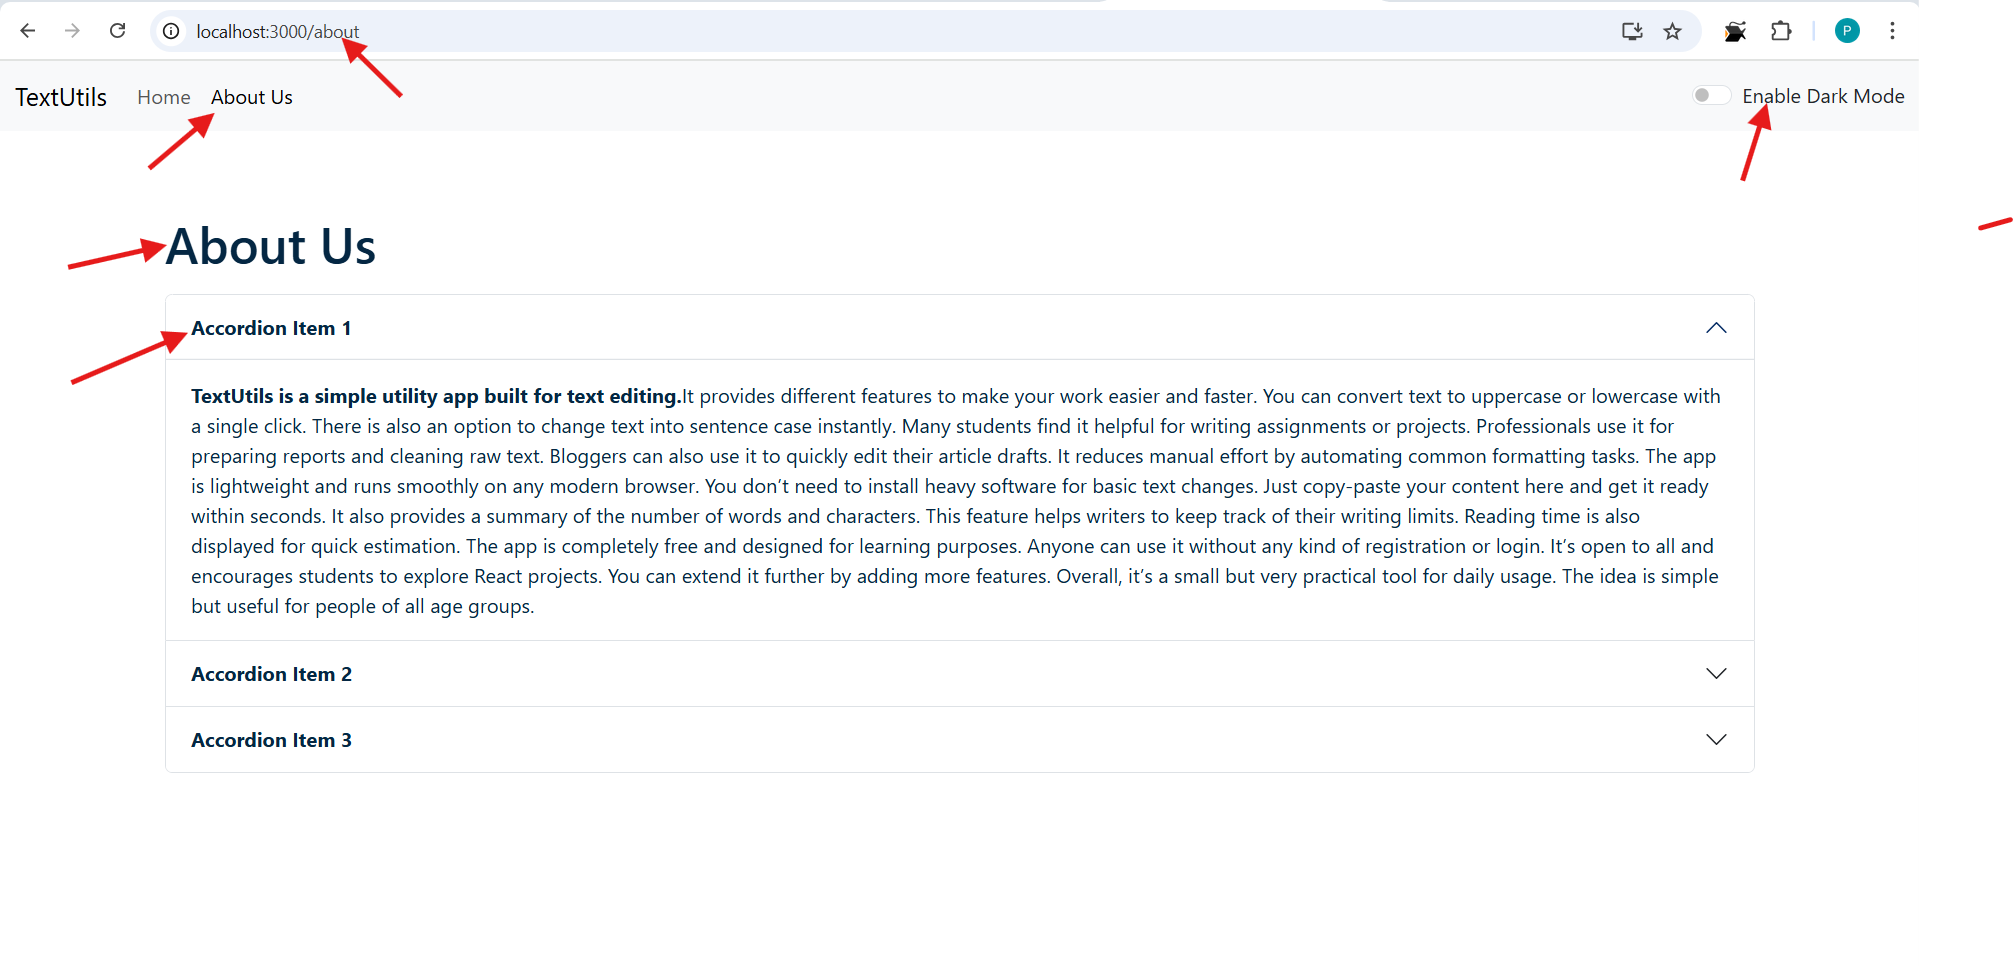 localhost:3000/about
P
TextUtils Home About Us Enable Dark Mode
About Us
Accordion Item 1
TextUtils is a simple utility app built for text editing.It provides different features to make your work easier and faster. You can convert text to uppercase or lowercase with
a single click. There is also an option to change text into sentence case instantly. Many students find it helpful for writing assignments or projects. Professionals use it for
preparing reports and cleaning raw text. Bloggers can also use it to quickly edit their article drafts. It reduces manual effort by automating common formatting tasks. The app
is lightweight and runs smoothly on any modern browser. You don’t need to install heavy software for basic text changes. Just copy-paste your content here and get it ready
within seconds. It also provides a summary of the number of words and characters. This feature helps writers to keep track of their writing limits. Reading time is also
displayed for quick estimation. The app is completely free and designed for learning purposes. Anyone can use it without any kind of registration or login. It’s open to all and
encourages students to explore React projects. You can extend it further by adding more features. Overall, it’s a small but very practical tool for daily usage. The idea is simple
but useful for people of all age groups.
Accordion Item 2
Accordion Item 3